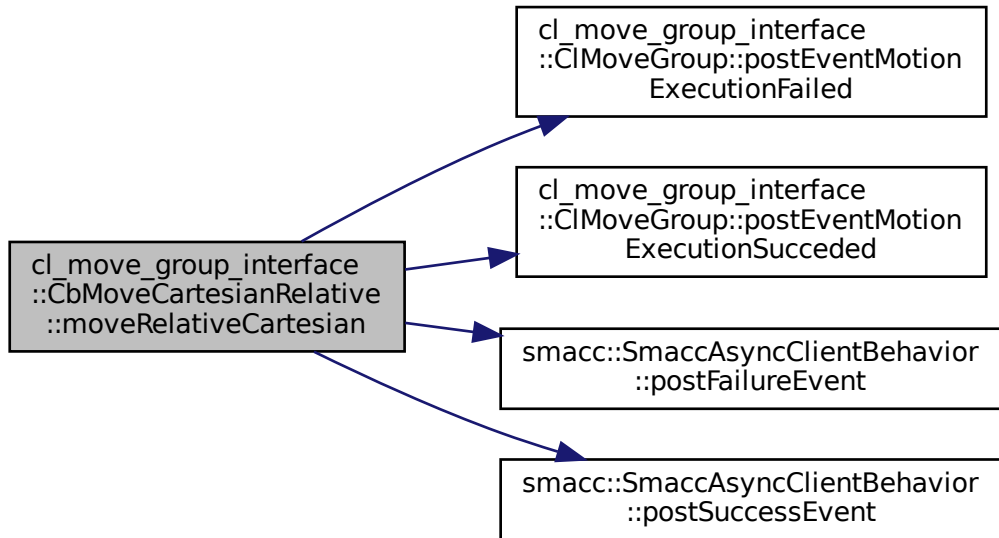 cl_move_group_interface
::ClMoveGroup::postEventMotion
ExecutionFailed
cl_move_group_interface
::ClMoveGroup::postEventMotion
ExecutionSucceded
cl_move_group_interface
::CbMoveCartesianRelative
::moveRelativeCartesian
smacc::SmaccAsyncClientBehavior
::postFailureEvent
smacc::SmaccAsyncClientBehavior
::postSuccessEvent